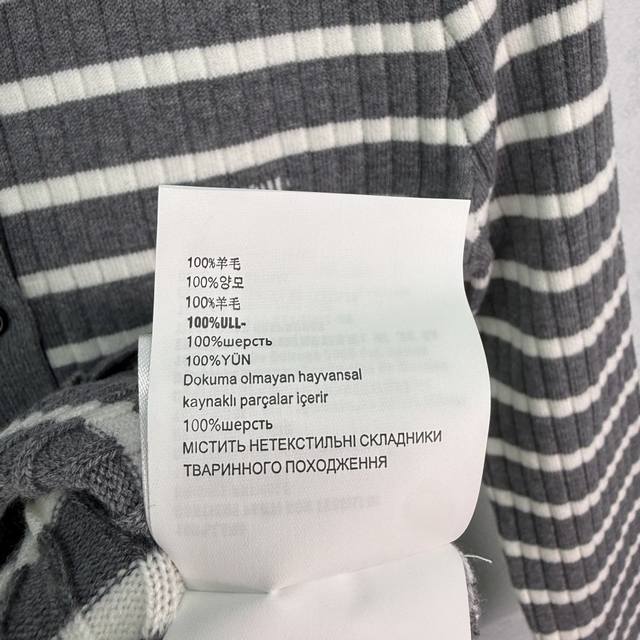 100%羊毛
100%양모
100%羊毛
100%ULL-
100%шерсть
100%YÜN
Dokuma olmayan hayvansal
kaynaklı parçalar içerir
100%шерсть
МІСТИТЬ НЕТЕКСТИЛЬНІ СКЛАДНИКИ
ТВАРИННОГО ПОХОДЖЕННЯ